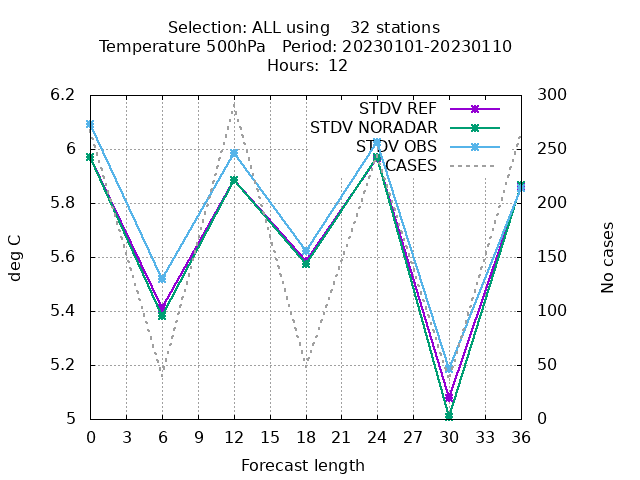 Selection: ALL using    32 stations
Temperature 500hPa   Period: 20230101-20230110
Hours: 12
6.2
6
5.8
5.6
5.4
5.2
5
deg C
STDV REF
STDV NORADAR
STDV OBS
CASES
300
250
200
150
100
50
0
No cases
0 3 6 9 12 15 18 21 24 27 30 33 36
Forecast length